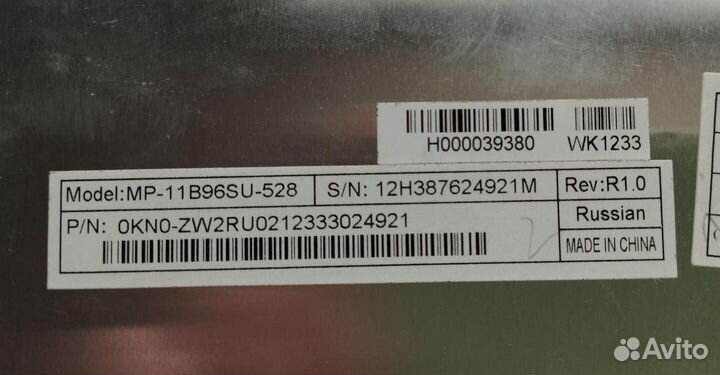 H000039380 WK1233
Model:MP-11B96SU-528 S/N: 12H387624921M Rev:R1.0
P/N: 0KN0-ZW2RU0212333024921 Russian
MADE IN CHINA
Avito